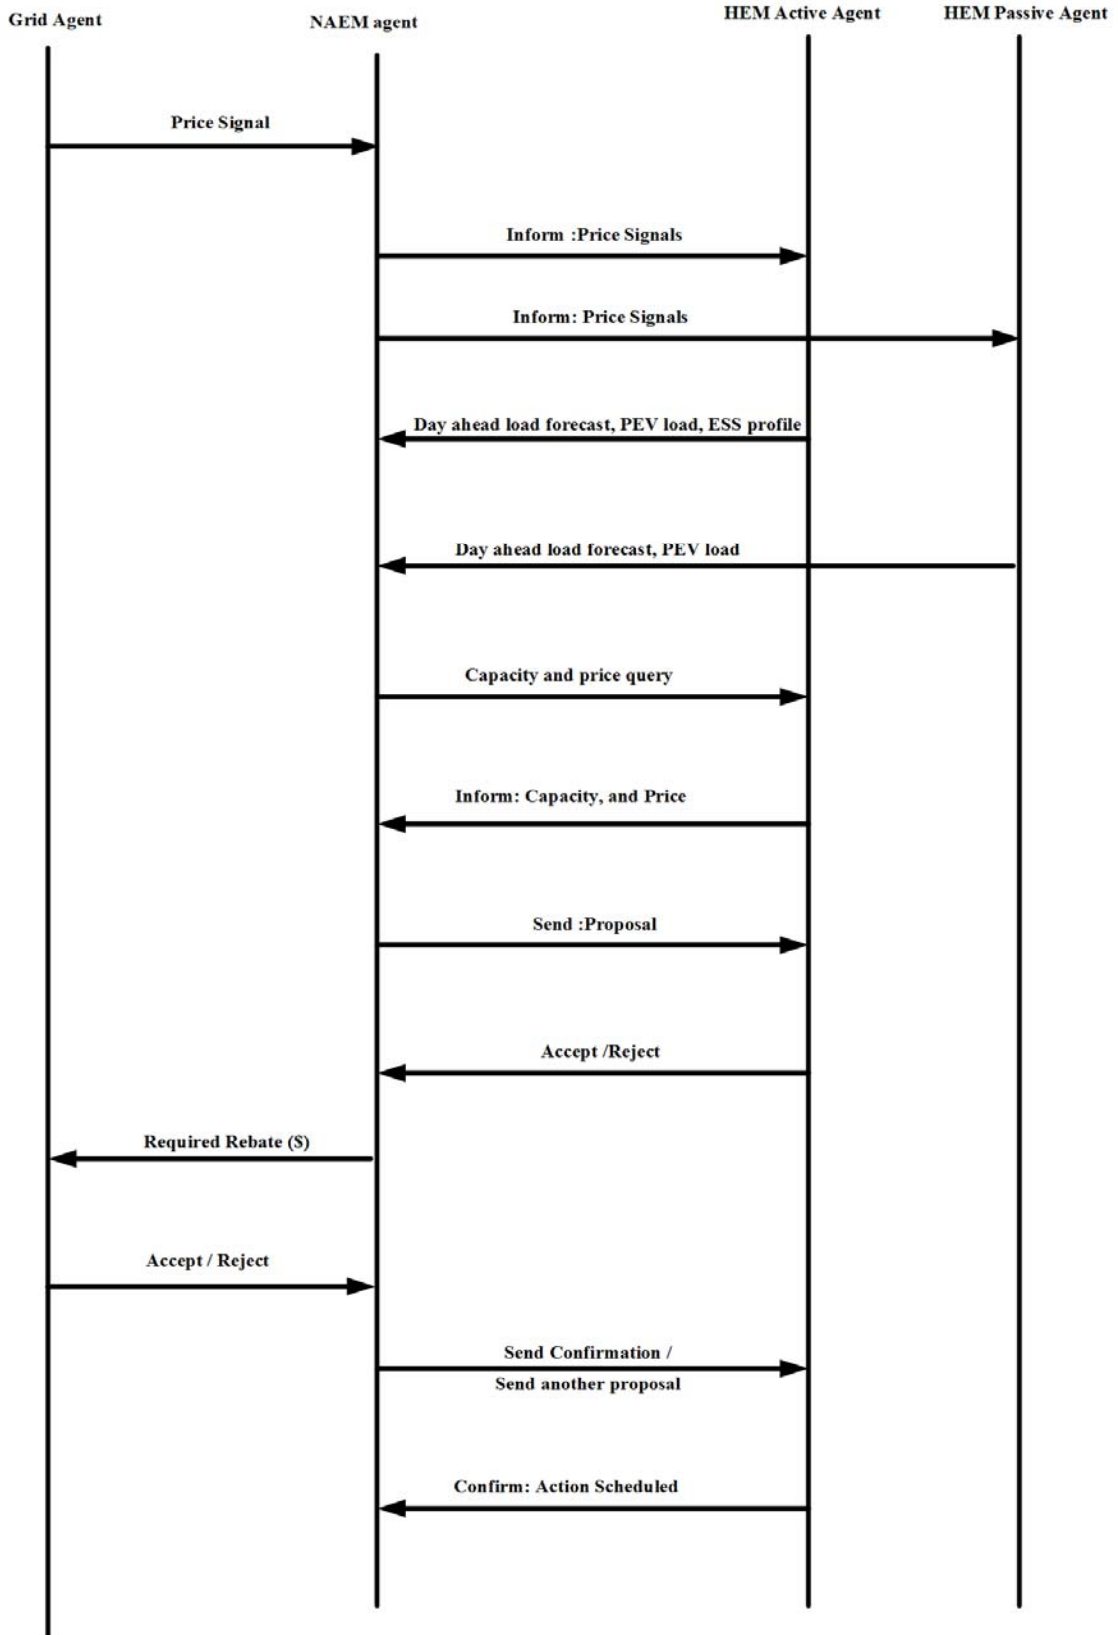 Grid Agent
NAEM agent
HEM Active Agent
HEM Passive Agent
Price Signal
Inform :Price Signals
Inform: Price Signals
Day ahead load forecast, PEV load, ESS profile
Day ahead load forecast, PEV load
Capacity and price query
Inform: Capacity, and Price
Send :Proposal
Accept /Reject
Required Rebate ($)
Accept / Reject
Send Confirmation /
Send another proposal
Confirm: Action Scheduled